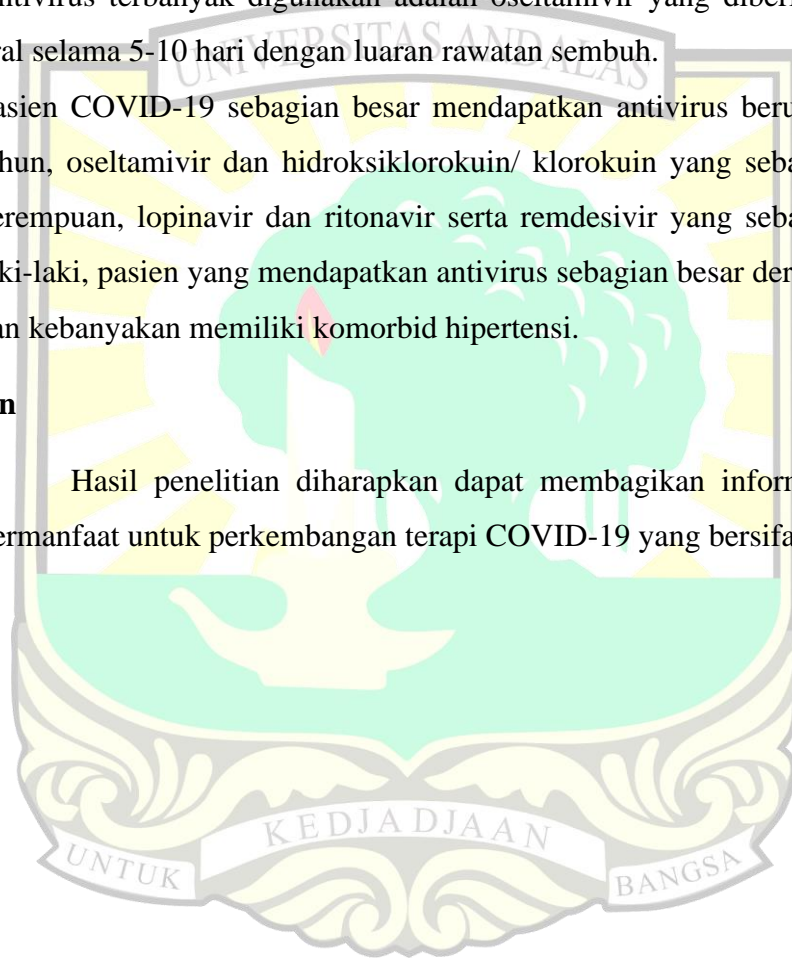 ntivirus terbanyak digunakan adalah oseltamivir yang diberi
ral selama 5-10 hari dengan luaran rawatan sembuh.
UNIVERSITAS ANDALAS
asien COVID-19 sebagian besar mendapatkan antivirus beru
hun, oseltamivir dan hidroksiklorokuin/ klorokuin yang seba
erempuan, lopinavir dan ritonavir serta remdesivir yang seba
ki-laki, pasien yang mendapatkan antivirus sebagian besar der
an kebanyakan memiliki komorbid hipertensi.
n
Hasil penelitian diharapkan dapat membagikan inform
ermanfaat untuk perkembangan terapi COVID-19 yang bersifa
UNTUK KEDJADJAAN BANGSA